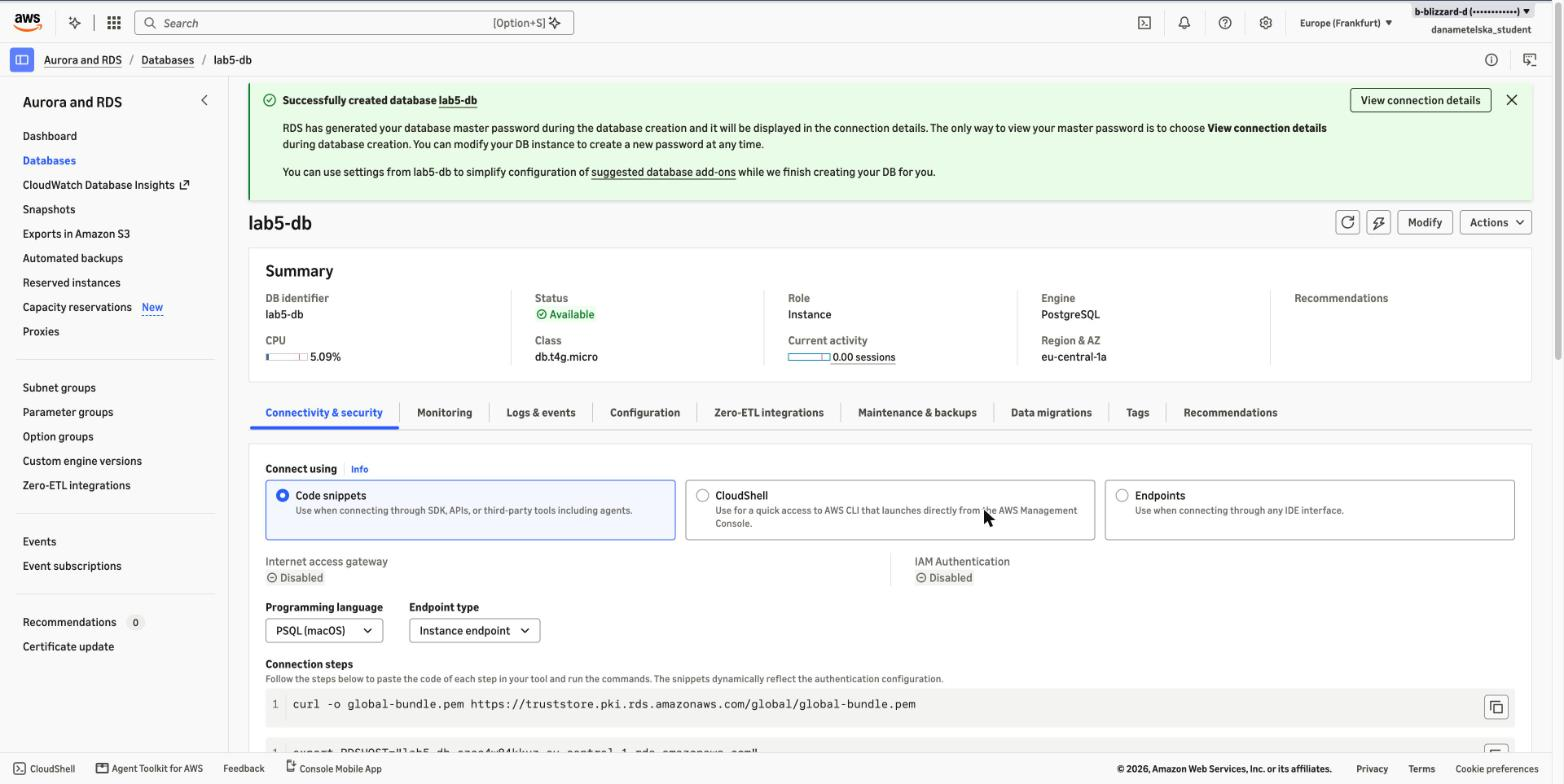 aws
Search
[Option+S]
Europe (Frankfurt)
b-blizzard-d (••••••••••••)
danametelska_student
Aurora and RDS / Databases / lab5-db
Aurora and RDS
Dashboard
Databases
CloudWatch Database Insights
Snapshots
Exports in Amazon S3
Automated backups
Reserved instances
Capacity reservations New
Proxies
Subnet groups
Parameter groups
Option groups
Custom engine versions
Zero-ETL integrations
Events
Event subscriptions
Recommendations 0
Certificate update
Successfully created database lab5-db
View connection details
RDS has generated your database master password during the database creation and it will be displayed in the connection details. The only way to view your master password is to choose View connection details
during database creation. You can modify your DB instance to create a new password at any time.
You can use settings from lab5-db to simplify configuration of suggested database add-ons while we finish creating your DB for you.
lab5-db
Modify
Actions
Summary
DB identifier
lab5-db
Status
Available
Role
Instance
Engine
PostgreSQL
Recommendations
CPU
5.09%
Class
db.t4g.micro
Current activity
0.00 sessions
Region & AZ
eu-central-1a
Connectivity & security
Monitoring
Logs & events
Configuration
Zero-ETL integrations
Maintenance & backups
Data migrations
Tags
Recommendations
Connect using
Info
Code snippets
Use when connecting through SDK, APIs, or third-party tools including agents.
CloudShell
Use for a quick access to AWS CLI that launches directly from the AWS Management
Console.
Endpoints
Use when connecting through any IDE interface.
Internet access gateway
Disabled
IAM Authentication
Disabled
Programming language
PSQL (macOS)
Endpoint type
Instance endpoint
Connection steps
Follow the steps below to paste the code of each step in your tool and run the commands. The snippets dynamically reflect the authentication configuration.
1 curl -o global-bundle.pem https://truststore.pki.rds.amazonaws.com/global/global-bundle.pem
CloudShell
Agent Toolkit for AWS
Feedback
Console Mobile App
© 2026, Amazon Web Services, Inc. or its affiliates.
Privacy
Terms
Cookie preferences